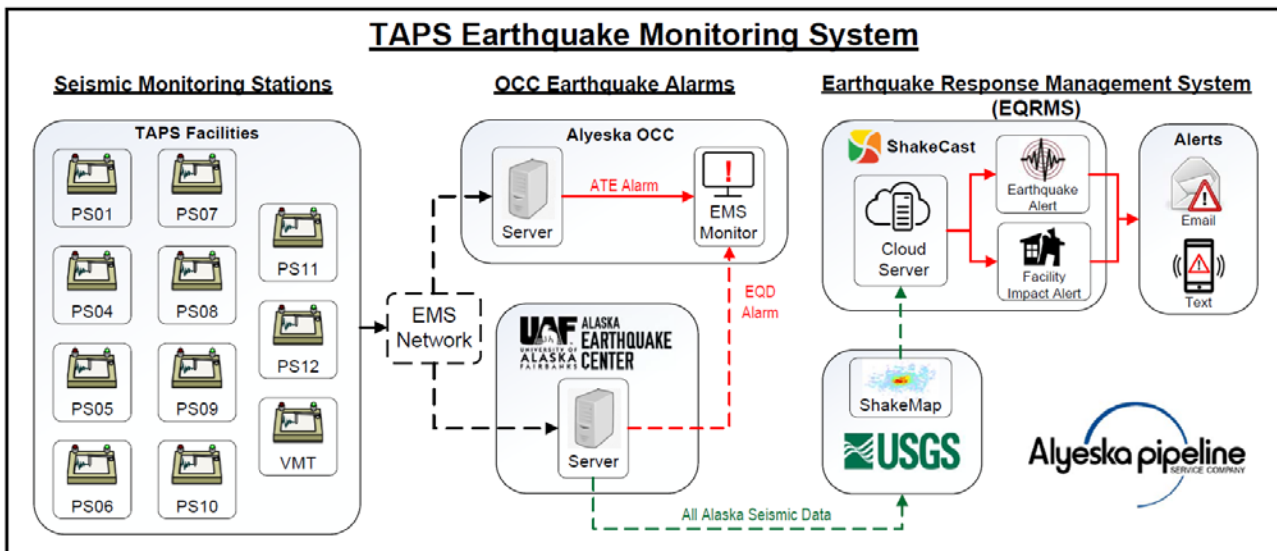 TAPS Earthquake Monitoring System
Seismic Monitoring Stations
TAPS Facilities
PS01
PS07
PS11
PS04
PS08
PS12
PS05
PS09
VMT
PS06
PS10
EMS
Network
OCC Earthquake Alarms
Alyeska OCC
Server
ATE Alarm
!
EMS
Monitor
EQD
Alarm
UAF
UNIVERSITY OF
ALASKA
FAIRBANKS
ALASKA
EARTHQUAKE
CENTER
Server
All Alaska Seismic Data
Earthquake Response Management System
(EQRMS)
ShakeCast
Cloud
Server
Earthquake
Alert
Facility
Impact Alert
Alerts
!
Email
!
Text
ShakeMap
USGS
Alyeska pipeline
SERVICE COMPANY